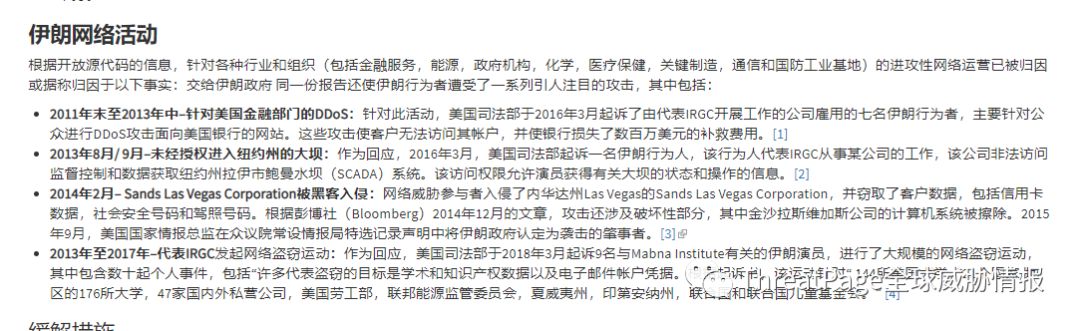 伊朗网络活动
根据开放源代码的信息，针对各种行业和组织（包括金融服务，能源，政府机构，化学，医疗保健，关键制造，通信和国防工业基地）的进攻性网络运营已被归因
或据称归因于以下事实：交给伊朗政府 同一份报告还使伊朗行为者遭受了一系列引人注目的攻击，其中包括：
• 2011年末至2013年中–针对美国金融部门的DDoS：针对此活动，美国司法部于2016年3月起诉了由代表IRGC开展工作的公司雇用的七名伊朗行为者，主要针对公
众进行DDoS攻击面向美国银行的网站。这些攻击使客户无法访问其帐户，并使银行损失了数百万美元的补救费用。[1]
• 2013年8月/ 9月–未经授权进入纽约州的大坝：作为回应，2016年3月，美国司法部起诉一名伊朗行为人，该行为人代表IRGC从事某公司的工作，该公司非法访问
监督控制和数据获取纽约州拉伊市鲍曼水坝（SCADA）系统。该访问权限允许演员获得有关大坝的状态和操作的信息。[2]
• 2014年2月– Sands Las Vegas Corporation被黑客入侵：网络威胁参与者入侵了内华达州Las Vegas的Sands Las Vegas Corporation，并窃取了客户数据，包括信用卡
数据，社会安全号码和驾照号码。根据彭博社（Bloomberg）2014年12月的文章，攻击还涉及破坏性部分，其中金沙拉斯维加斯公司的计算机系统被擦除。2015
年9月，美国国家情报总监在众议院常设情报局特选记录声明中将伊朗政府认定为袭击的肇事者。[3]
• 2013年至2017年–代表IRGC发起网络盗窃运动：作为回应，美国司法部于2018年3月起诉9名与Mabna Institute有关的伊朗演员，进行了大规模的网络盗窃运动，
其中包含数十起个人事件，包括“许多代表盗窃的目标是学术和知识产权数据以及电子邮件帐户凭据。起诉书，该运动针对
区的176所大学，47家国内外私营公司，美国劳工部，联邦能源监管委员会，夏威夷州，印第安纳州，联合国和联合国儿童基金会。 [4]
ThreatPage全球威胁情报
缓解措施